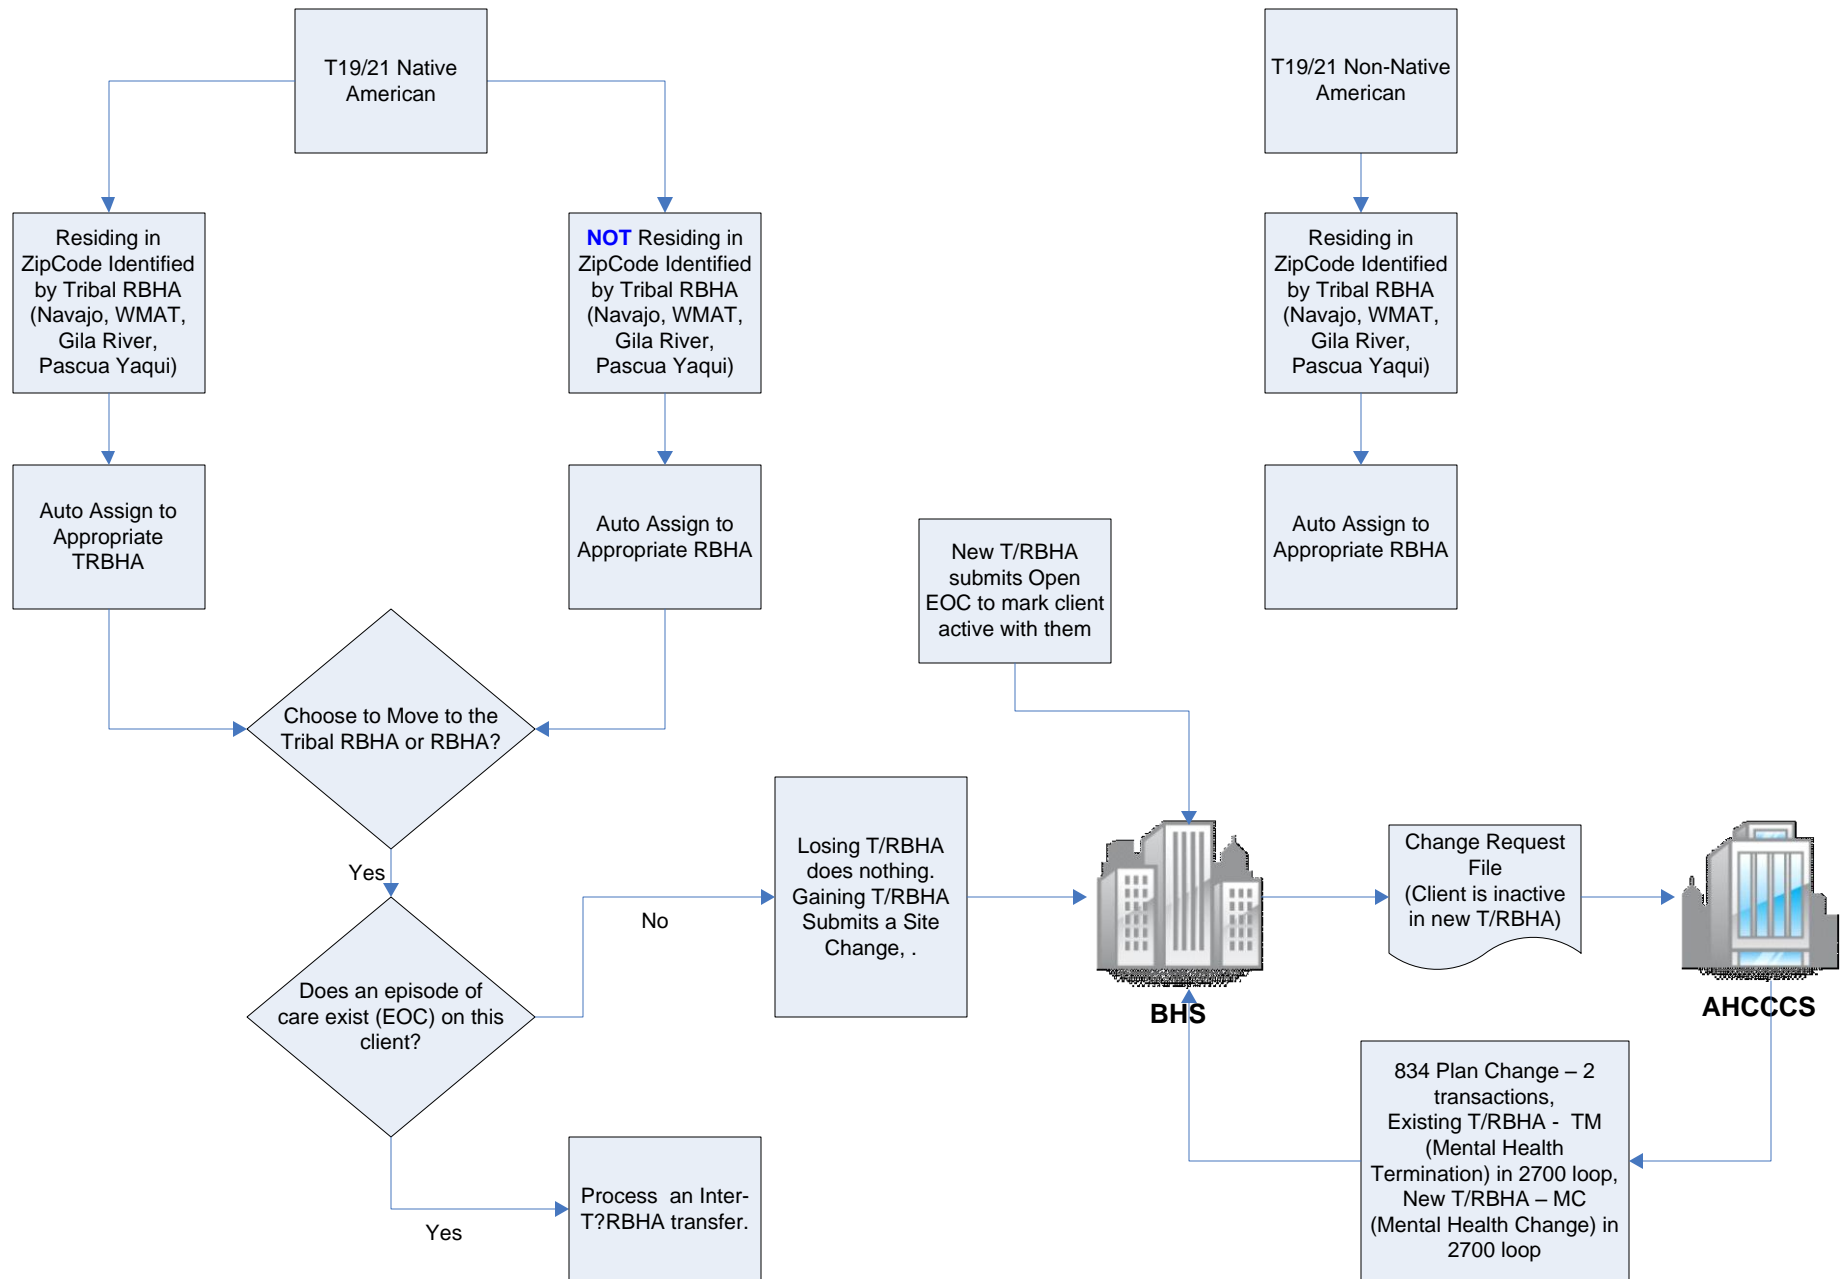 T19/21 Native
American
T19/21 Non-Native
American
Residing in
ZipCode Identified
by Tribal RBHA
(Navajo, WMAT,
Gila River,
Pascua Yaqui)
NOT Residing in
ZipCode Identified
by Tribal RBHA
(Navajo, WMAT,
Gila River,
Pascua Yaqui)
Residing in
ZipCode Identified
by Tribal RBHA
(Navajo, WMAT,
Gila River,
Pascua Yaqui)
Auto Assign to
Appropriate
TRBHA
Auto Assign to
Appropriate RBHA
Auto Assign to
Appropriate RBHA
New T/RBHA
submits Open
EOC to mark client
active with them
Choose to Move to the
Tribal RBHA or RBHA?
Yes
Does an episode of
care exist (EOC) on this
client?
No
Losing T/RBHA
does nothing.
Gaining T/RBHA
Submits a Site
Change, .
BHS
Change Request
File
(Client is inactive
in new T/RBHA)
AHCCCS
834 Plan Change – 2
transactions,
Existing T/RBHA -  TM
(Mental Health
Termination) in 2700 loop,
New T/RBHA – MC
(Mental Health Change) in
2700 loop
Yes
Process  an Inter-
T?RBHA transfer.